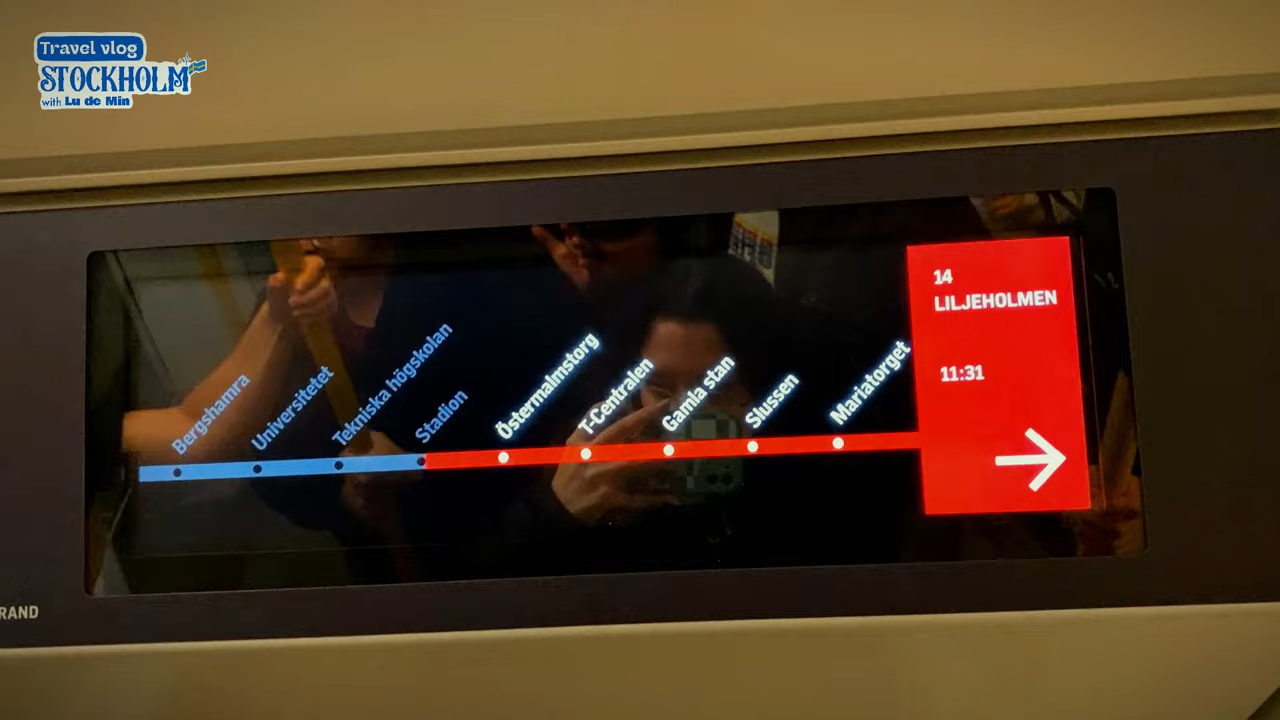 Travel vlog
STOCKHOLM
with Lu de Min
Bergshamra
Universitetet
Tekniska högskolan
Stadion
Östermalmstorg
T-Centralen
Gamla stan
Slussen
Mariatorget
14
LILJEHOLMEN
11:31
RAND